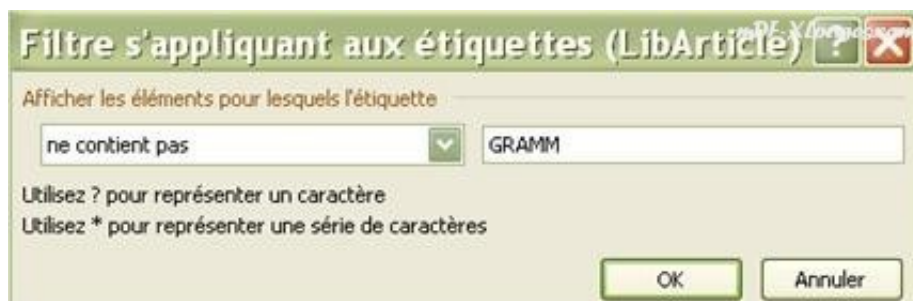 Filtre s'appliquant aux étiquettes (LibArticle) ?
Afficher les éléments pour lesquels l'étiquette
ne contient pas GRAMM
Utilisez ? pour représenter un caractère
Utilisez * pour représenter une série de caractères
OK Annuler